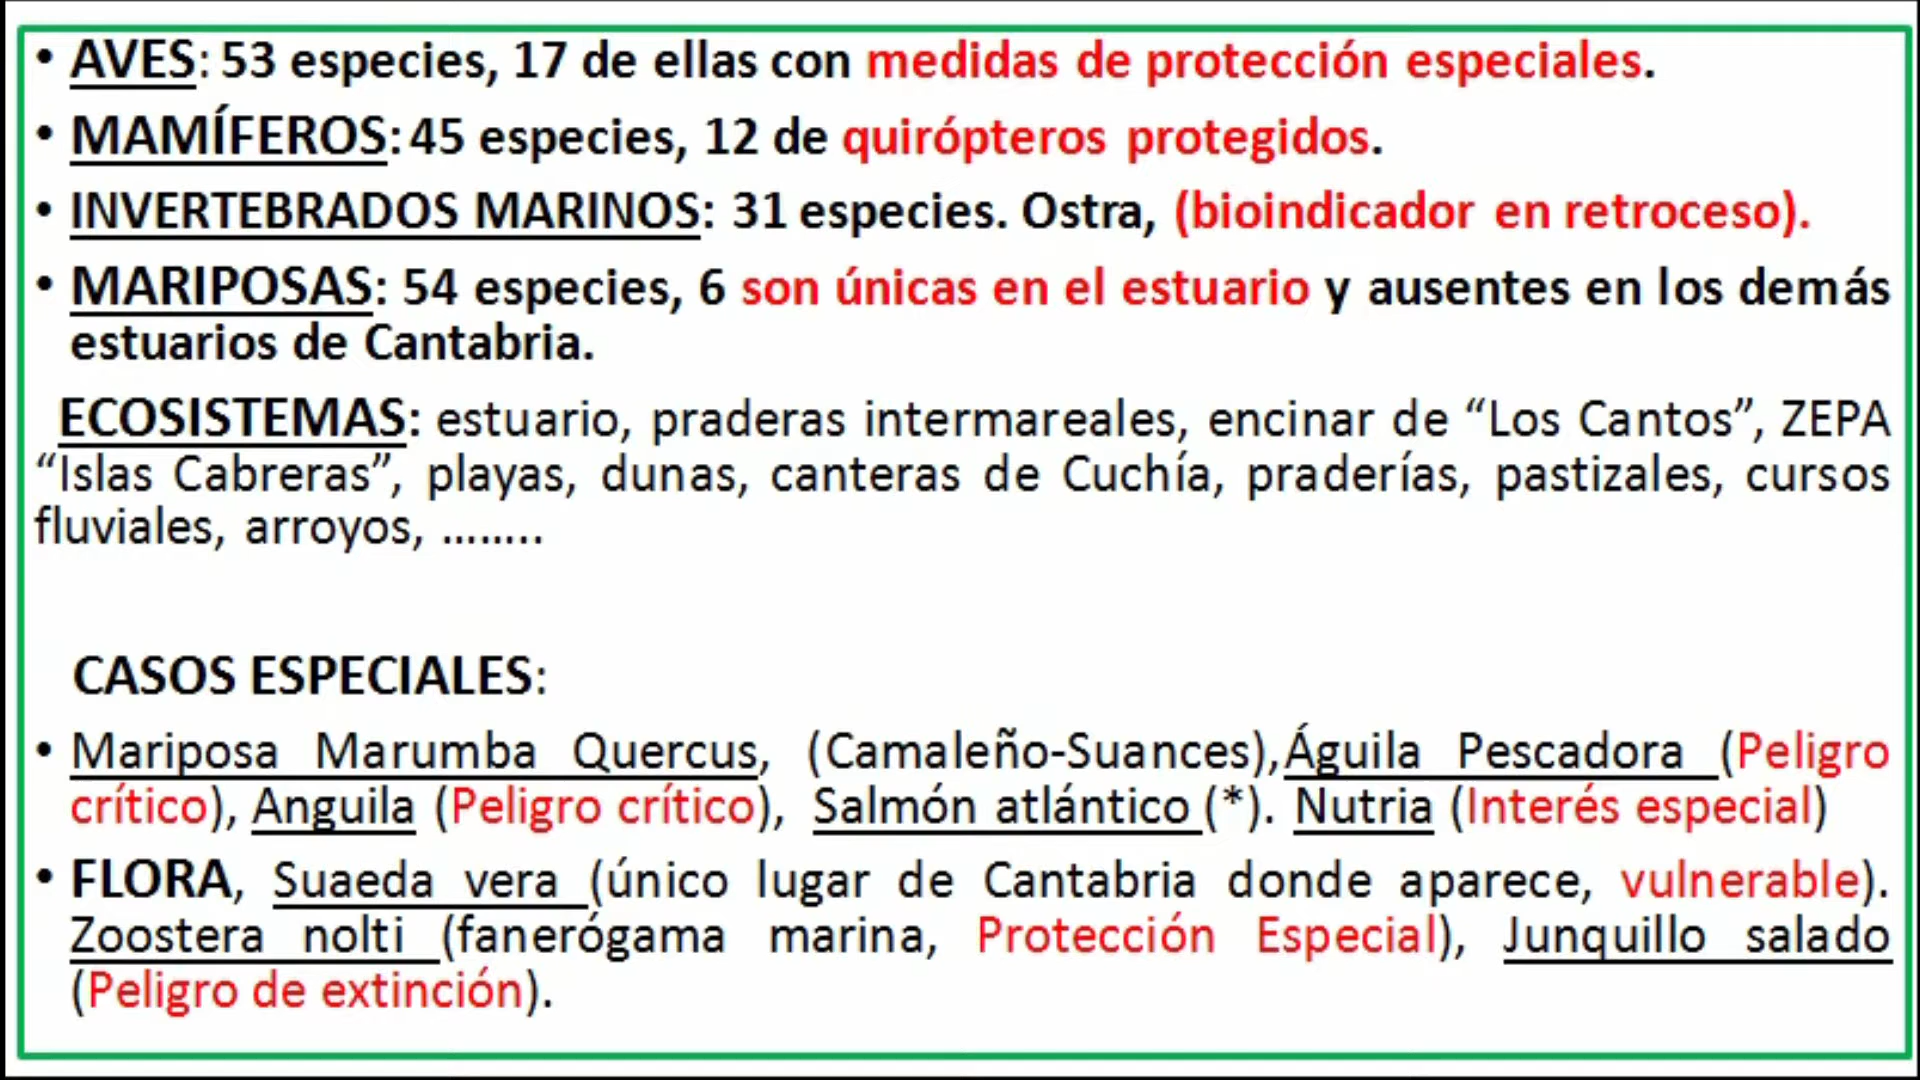 • AVES: 53 especies, 17 de ellas con medidas de protección especiales.
• MAMÍFEROS: 45 especies, 12 de quirópteros protegidos.
• INVERTEBRADOS MARINOS: 31 especies. Ostra, (bioindicador en retroceso).
• MARIPOSAS: 54 especies, 6 son únicas en el estuario y ausentes en los demás
estuarios de Cantabria.
ECOSISTEMAS: estuario, praderas intermareales, encinar de “Los Cantos”, ZEPA
“Islas Cabreras”, playas, dunas, canteras de Cuchía, praderías, pastizales, cursos
fluviales, arroyos, ……..
CASOS ESPECIALES:
• Mariposa Marumba Quercus, (Camaleño-Suances),Águila Pescadora (Peligro
crítico), Anguila (Peligro crítico), Salmón atlántico (*). Nutria (Interés especial)
• FLORA, Suaeda vera (único lugar de Cantabria donde aparece, vulnerable).
Zoostera nolti (fanerógama marina, Protección Especial), Junquillo salado
(Peligro de extinción).